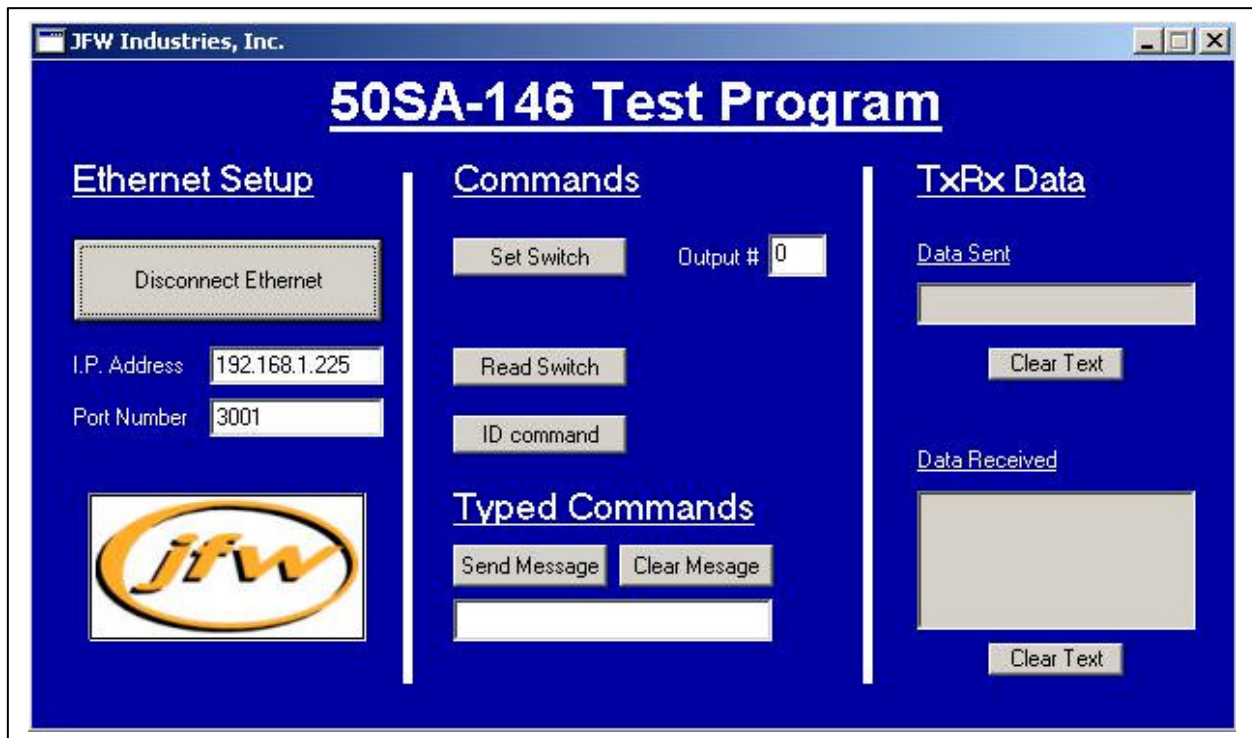 JFW Industries, Inc.
50SA-146 Test Program
Ethernet Setup
Disconnect Ethernet
I.P. Address 192.168.1.225
Port Number 3001
jfw
Commands
Set Switch Output # 0
Read Switch
ID command
Typed Commands
Send Message Clear Mesage
TxRx Data
Data Sent
Clear Text
Data Received
Clear Text